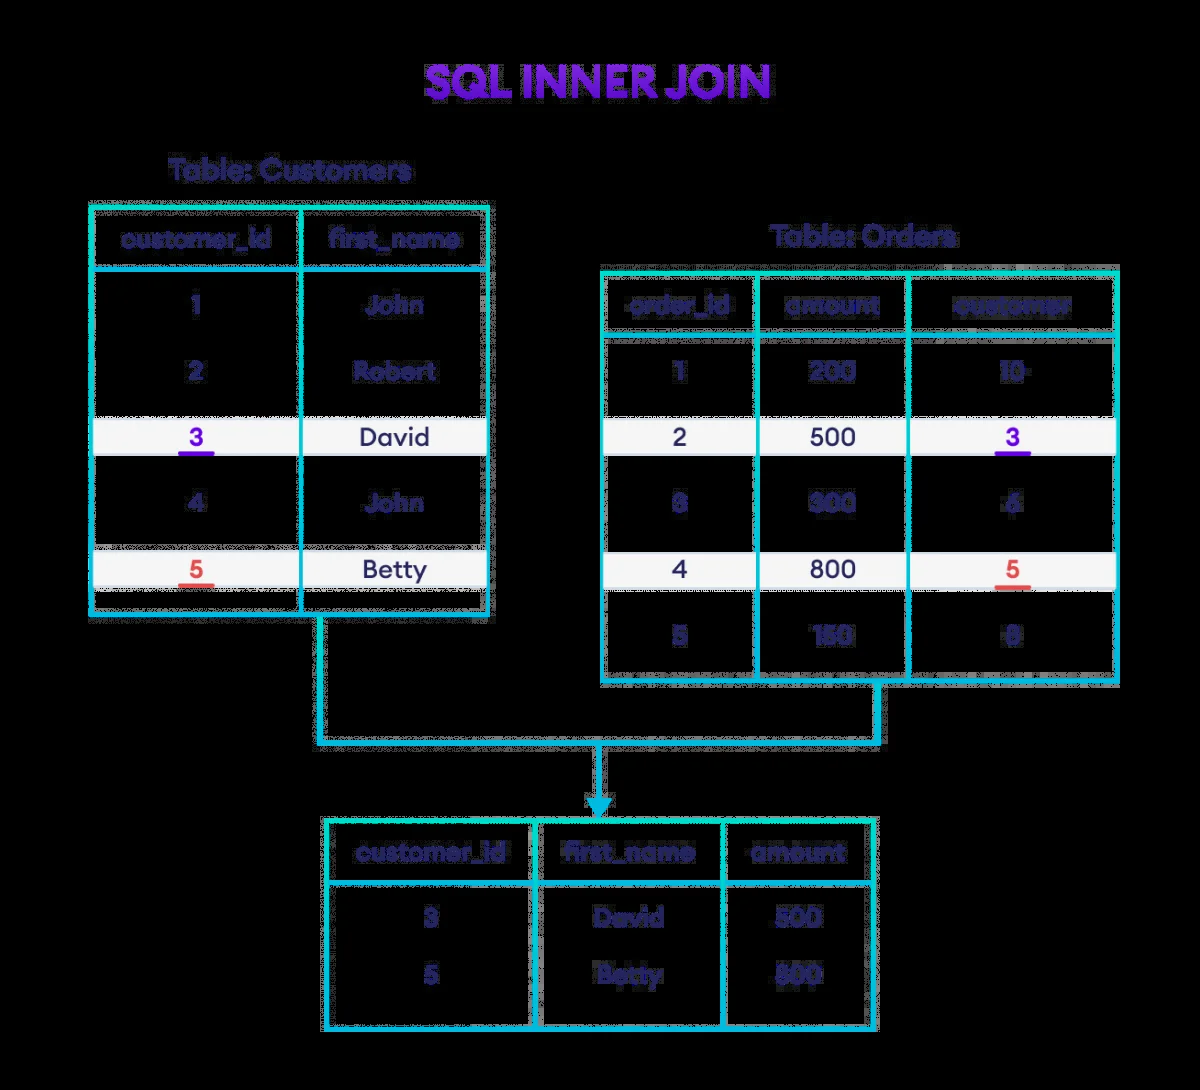 SQL INNER JOIN
Table: Customers
customer_id first_name
1 John
2 Robert
3 David
4 John
5 Betty
Table: Orders
order_id amount customer
1 200 10
2 500 3
3 300 6
4 800 5
5 150 8
customer_id first_name amount
3 David 500
5 Betty 800